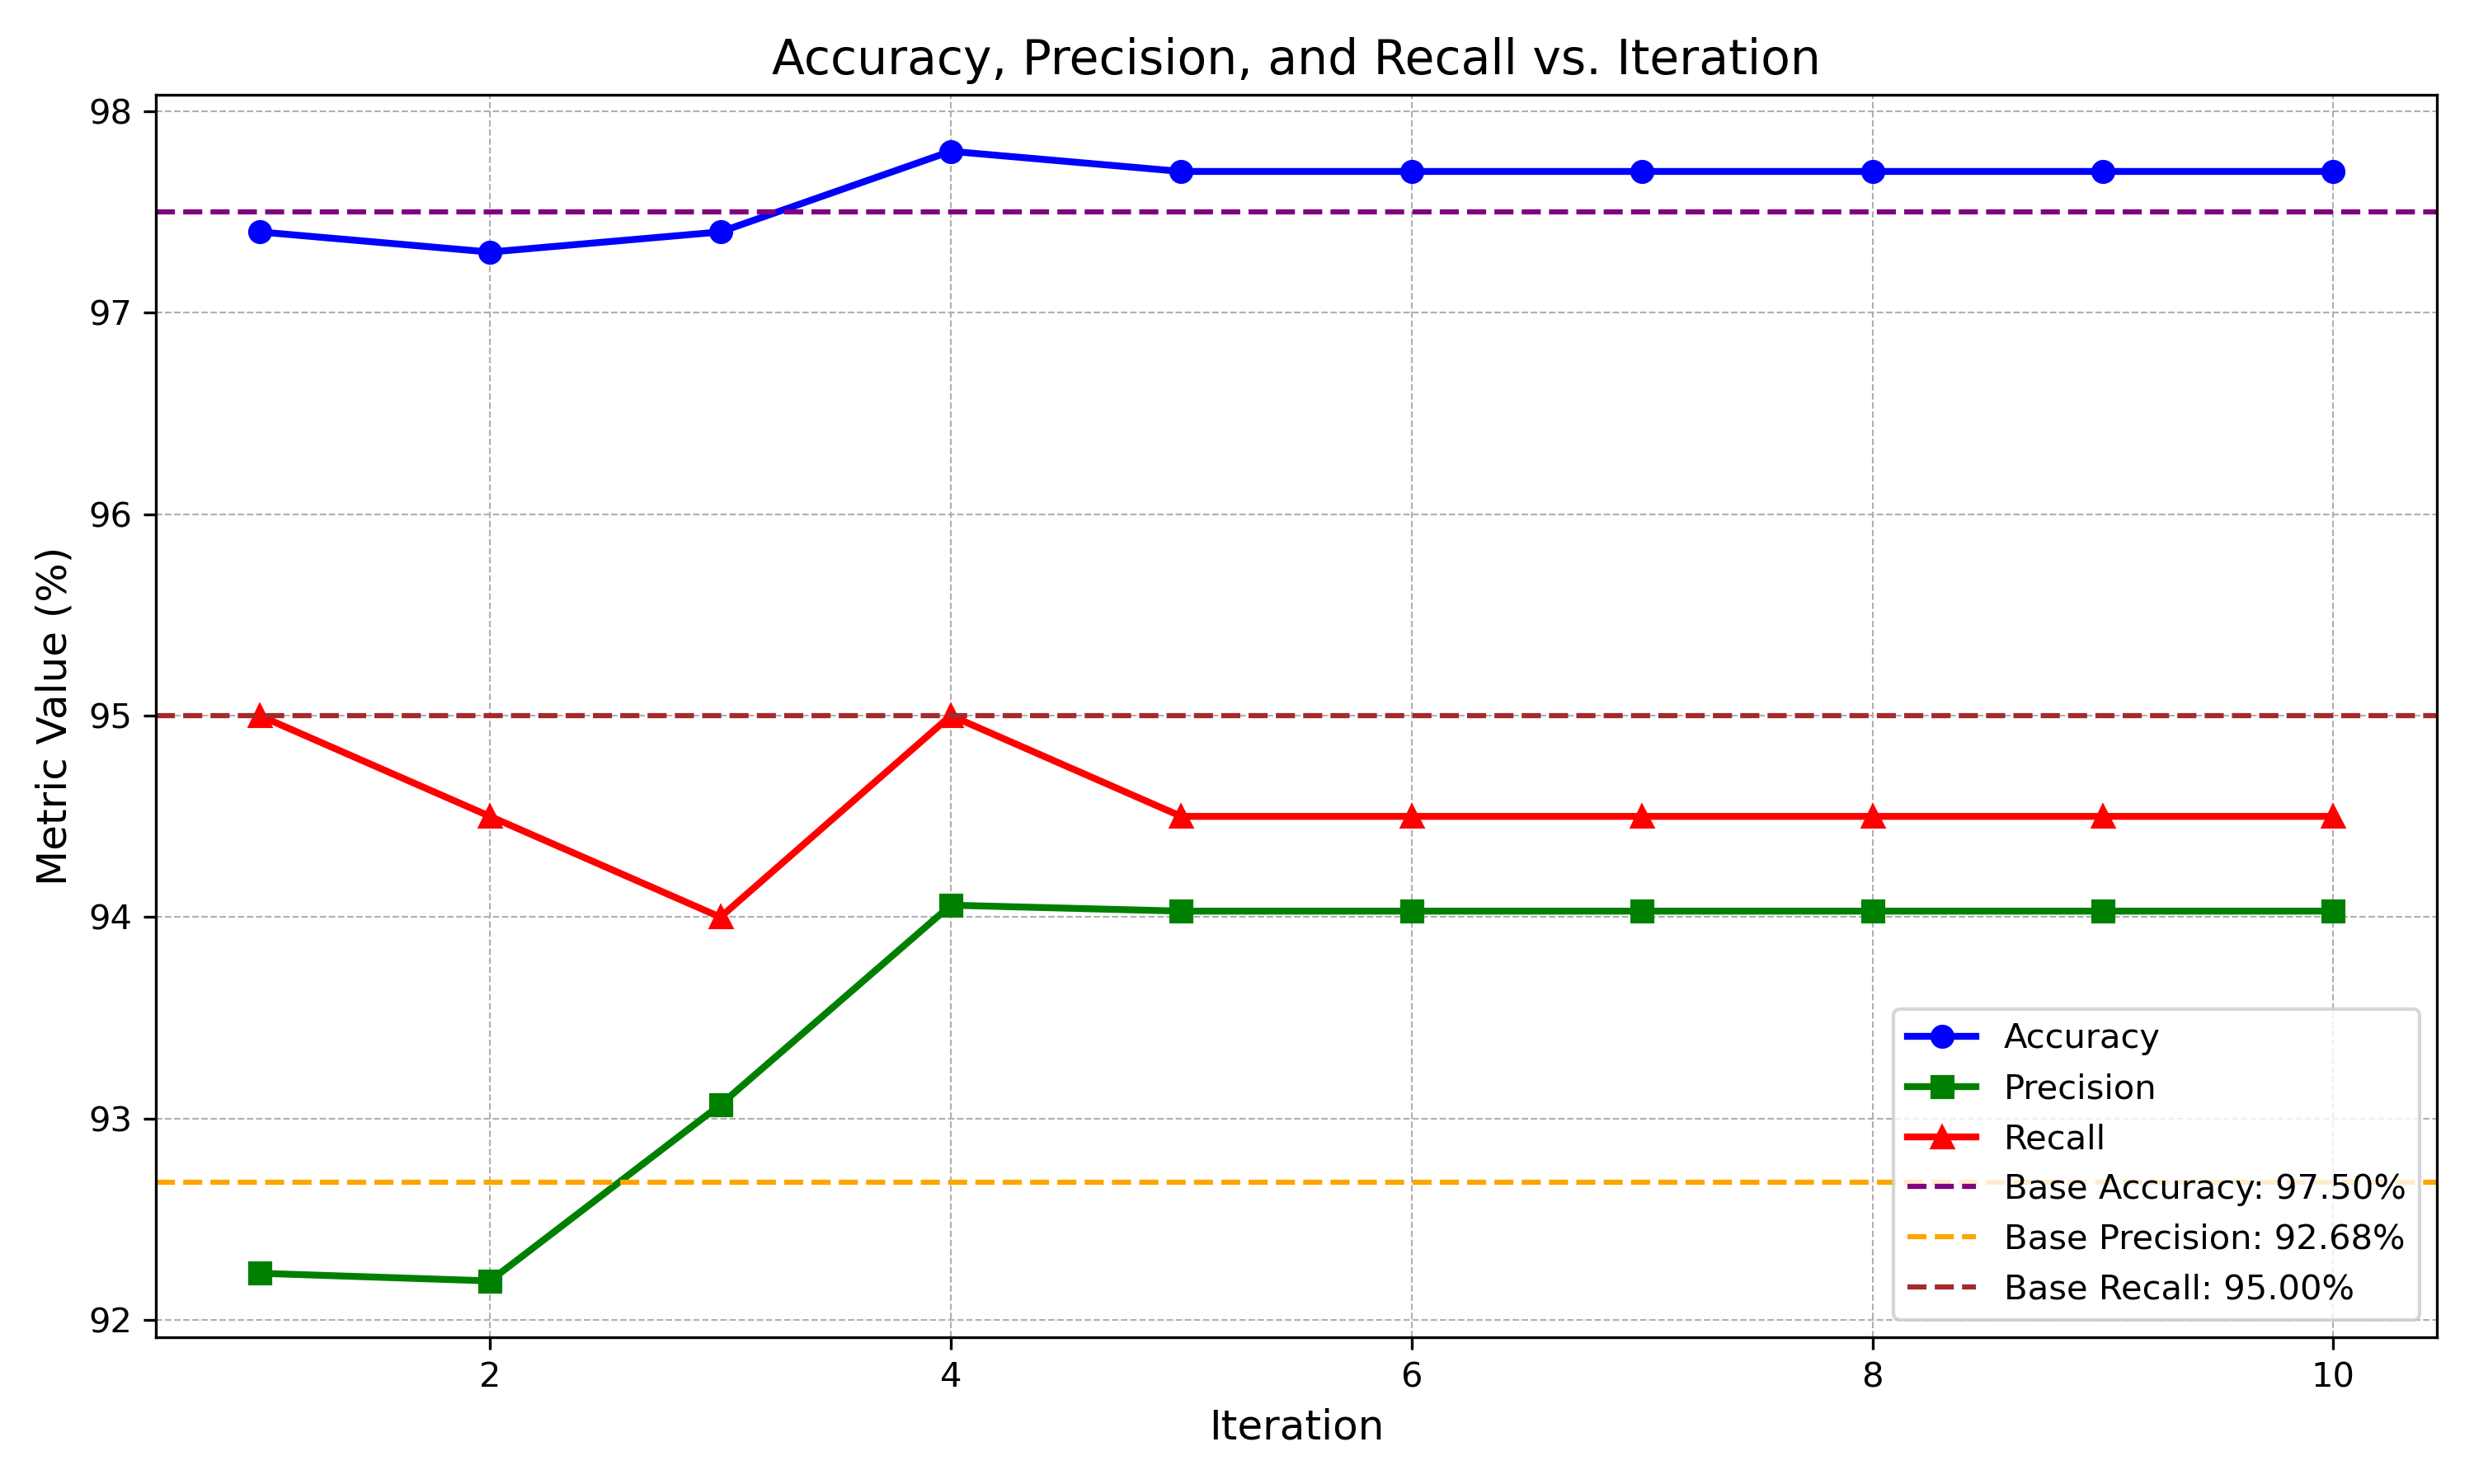 Accuracy, Precision, and Recall vs. Iteration
98
97
96
95
94
93
92
Metric Value (%)
2 4 6 8 10
Iteration
Accuracy
Precision
Recall
Base Accuracy: 97.50%
Base Precision: 92.68%
Base Recall: 95.00%